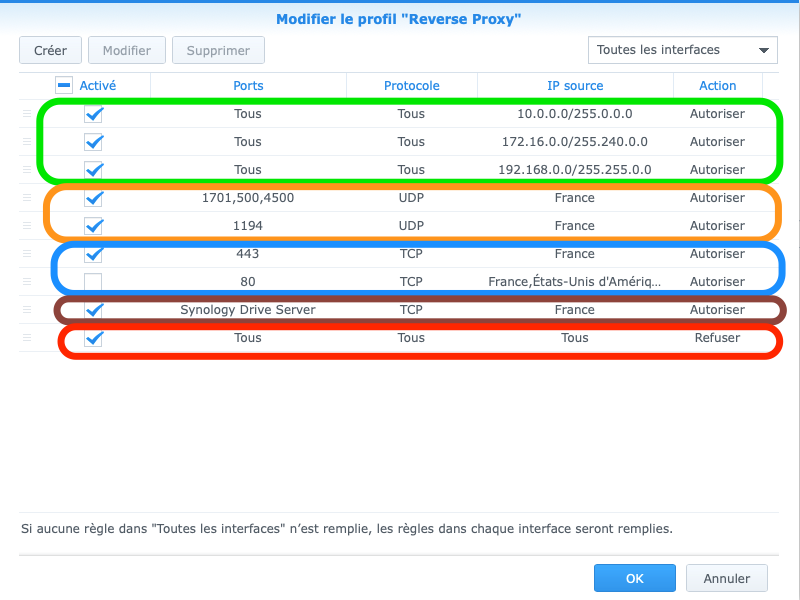 Modifier le profil "Reverse Proxy"
Créer Modifier Supprimer Toutes les interfaces
Activé Ports Protocole IP source Action
Tous Tous 10.0.0.0/255.0.0.0 Autoriser
Tous Tous 172.16.0.0/255.240.0.0 Autoriser
Tous Tous 192.168.0.0/255.255.0.0 Autoriser
1701,500,4500 UDP France Autoriser
1194 UDP France Autoriser
443 TCP France Autoriser
80 TCP France,États-Unis d'Amériq... Autoriser
Synology Drive Server TCP France Autoriser
Tous Tous Tous Refuser
Si aucune règle dans "Toutes les interfaces" n'est remplie, les règles dans chaque interface seront remplies.
OK Annuler